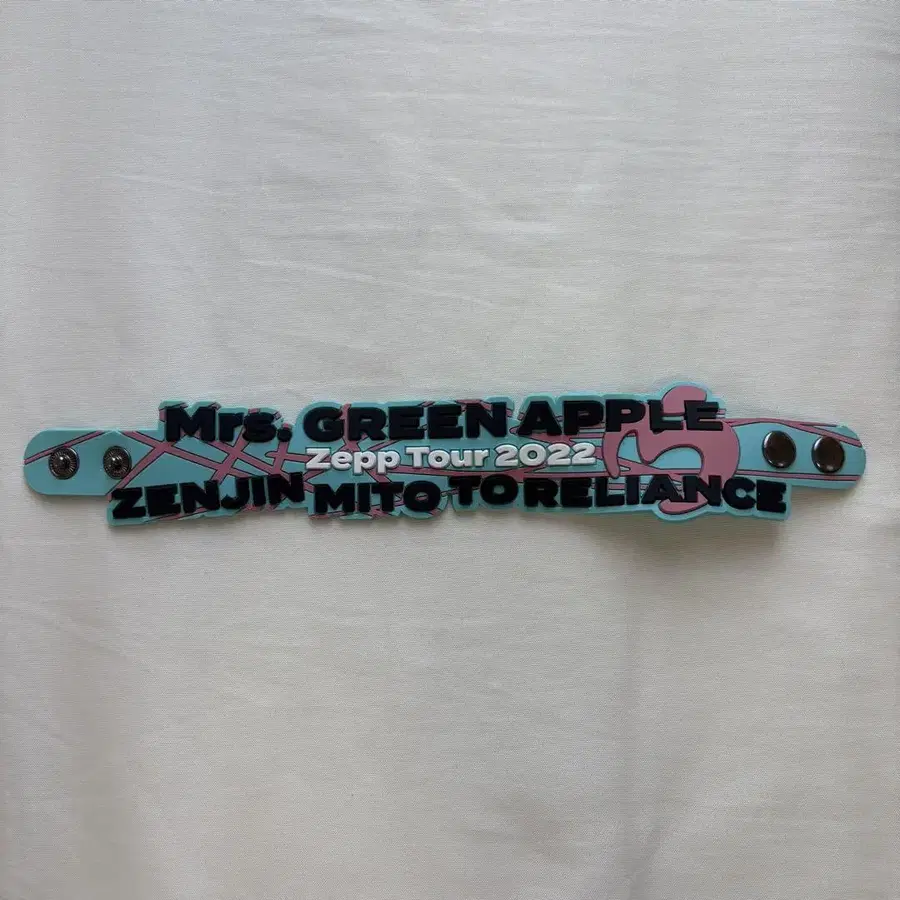 Mrs. GREEN APPLE
Zepp Tour 2022
ZENJIN MITO TO RELIANCE